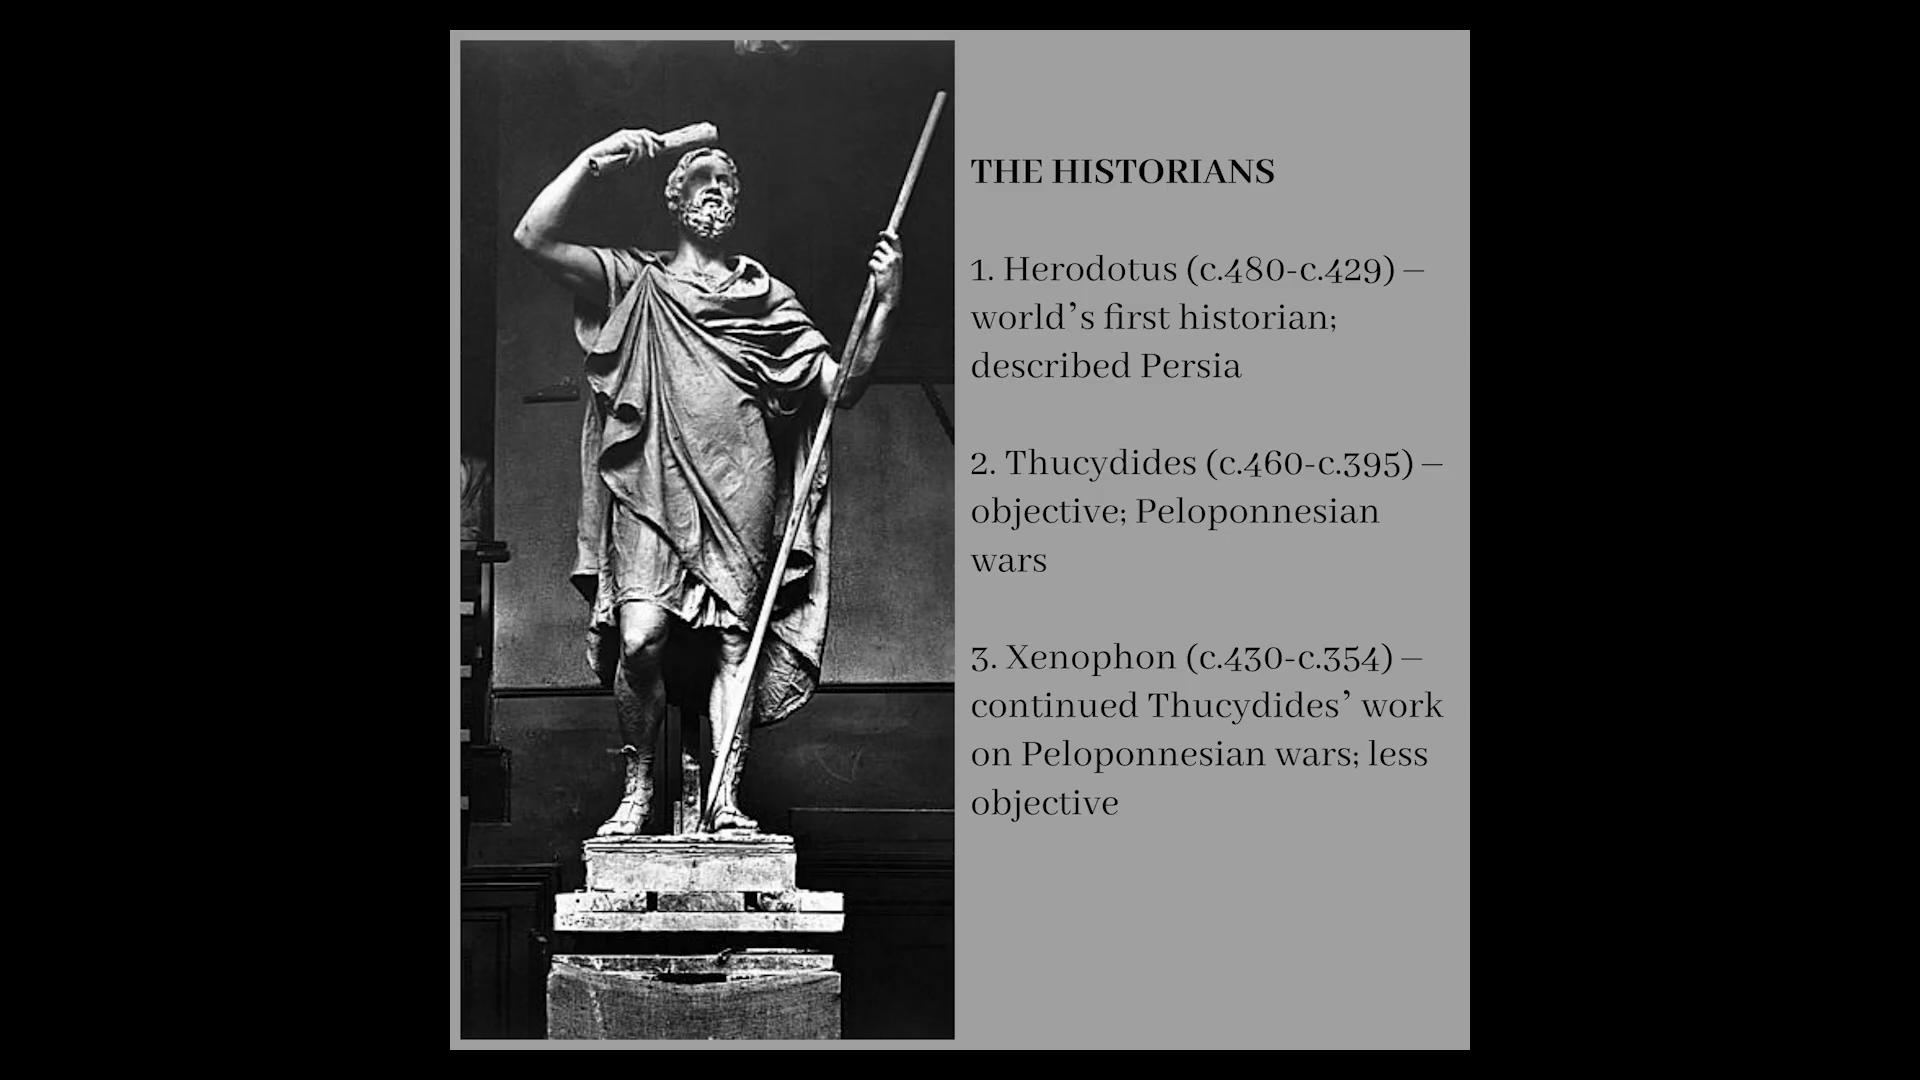 THE HISTORIANS
1. Herodotus (c.480-c.429) –
world’s first historian;
described Persia
2. Thucydides (c.460-c.395) –
objective; Peloponnesian
wars
3. Xenophon (c.430-c.354) –
continued Thucydides’ work
on Peloponnesian wars; less
objective